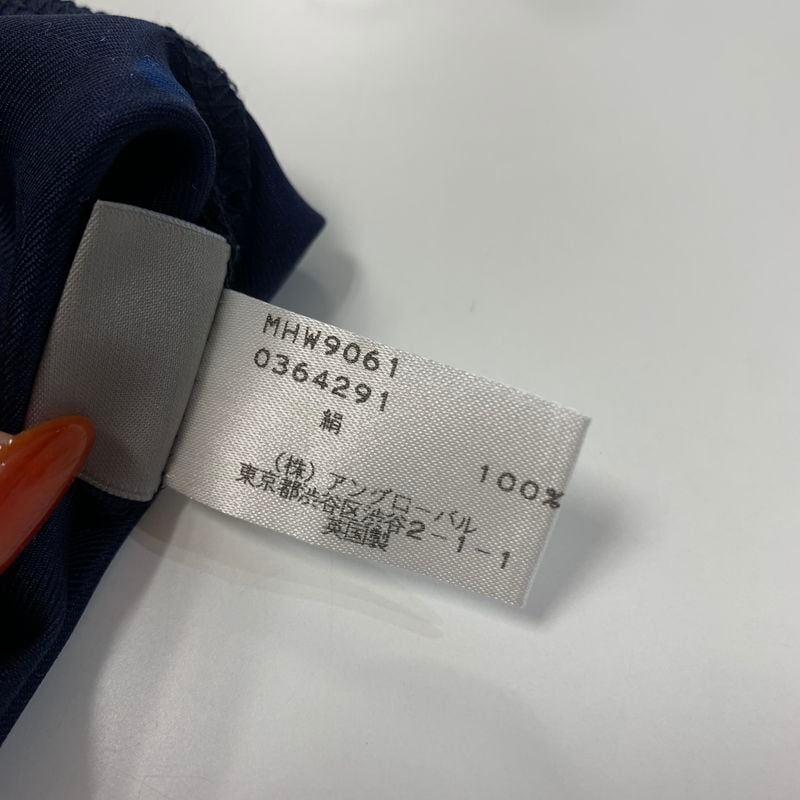 MHW9061
0364291
絹 100%
(株) アングローバル
東京都渋谷区渋谷2-1-1
英国製